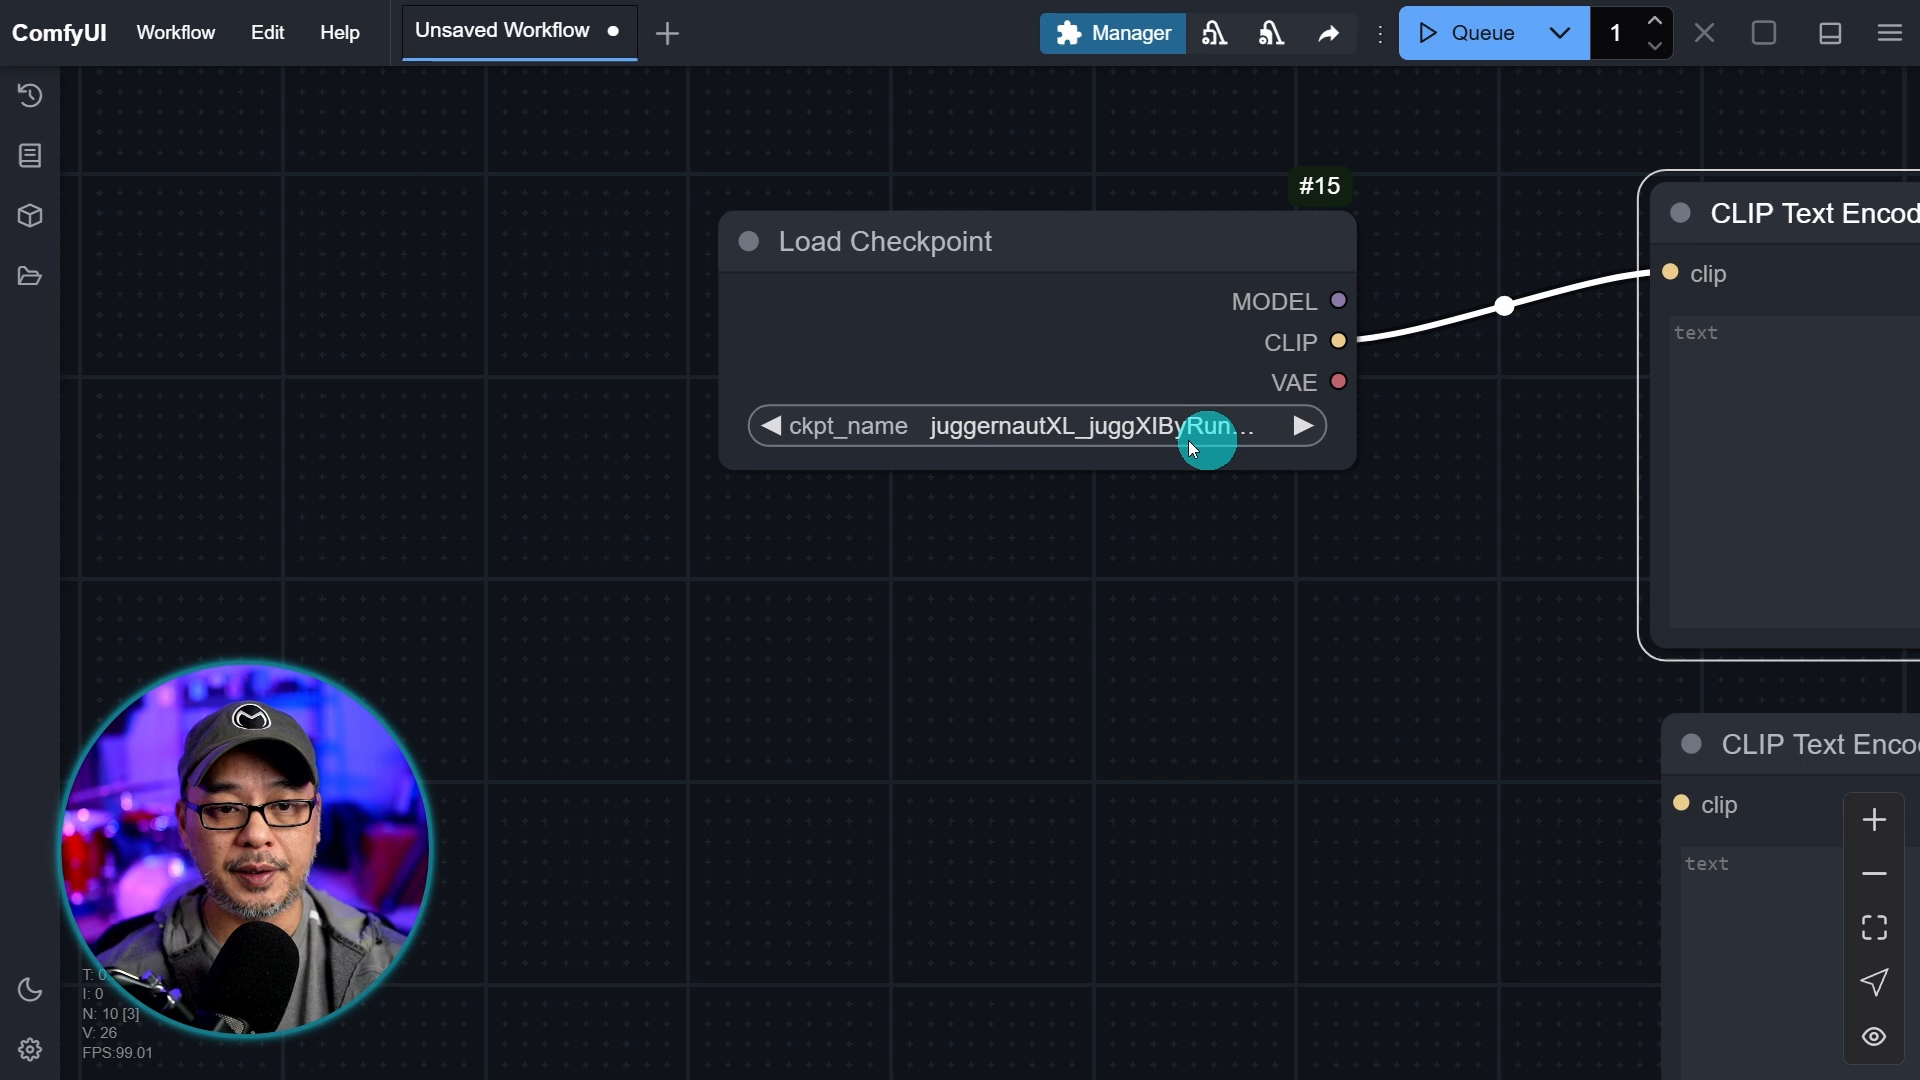 ComfyUI Workflow Edit Help Unsaved Workflow Manager Queue 1
#15
Load Checkpoint
MODEL
CLIP
VAE
ckpt_name juggernautXL_juggXIByRun...
CLIP Text Encod
clip
text
CLIP Text Enco
clip
text
T: 0
I: 0
N: 10 [3]
V: 26
FPS:99.01